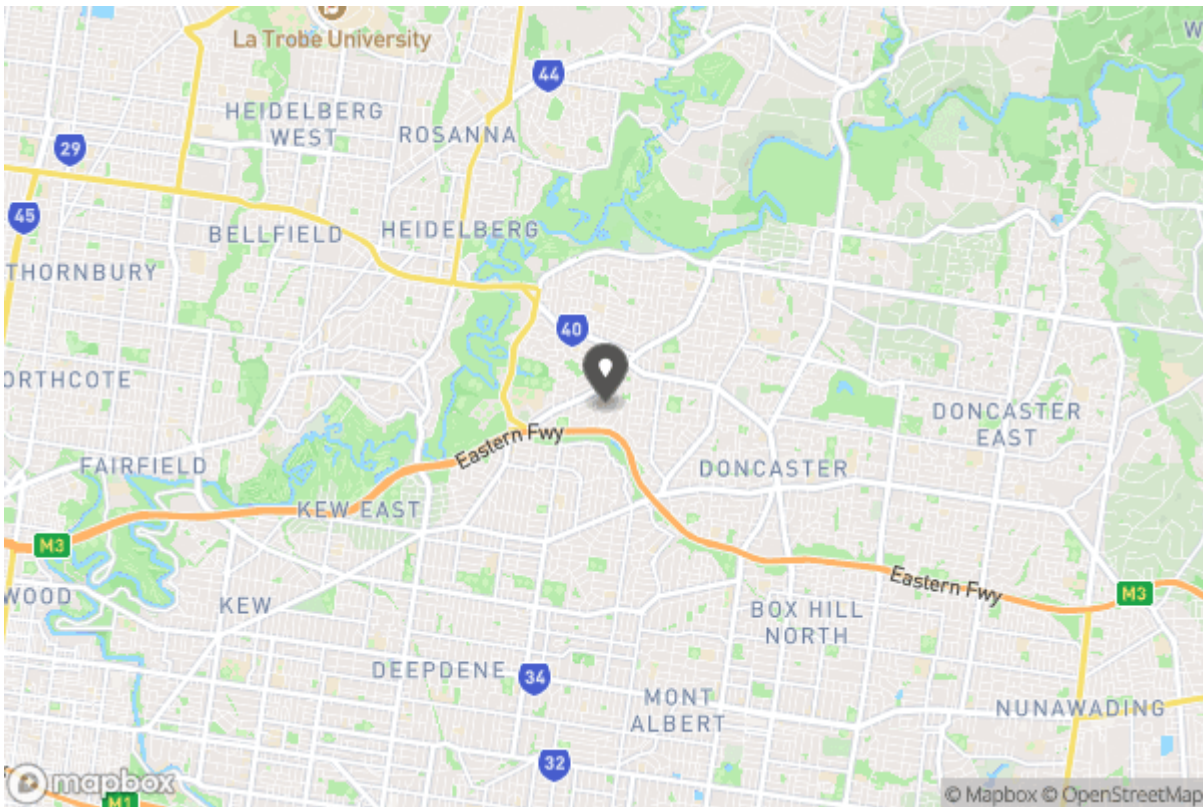 La Trobe University
W
44
HEIDELBERG
WEST
ROSANNA
29
45
BELLFIELD
HEIDELBERG
THORNBURY
40
ORTHCOTE
DONCASTER
EAST
Eastern Fwy
FAIRFIELD
DONCASTER
KEW EAST
M3
Eastern Fwy
M3
WOOD
KEW
BOX HILL
NORTH
DEEPDENE
34
MONT
ALBERT
NUNAWADING
32
mapbox
M1
© Mapbox © OpenStreetMap